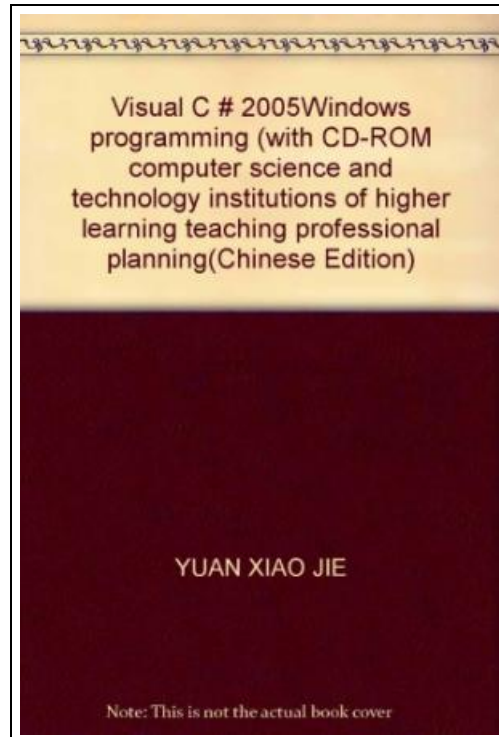 Visual C # 2005Windows
programming (with CD-ROM
computer science and
technology institutions of higher
learning teaching professional
planning(Chinese Edition)
YUAN XIAO JIE
Note: This is not the actual book cover